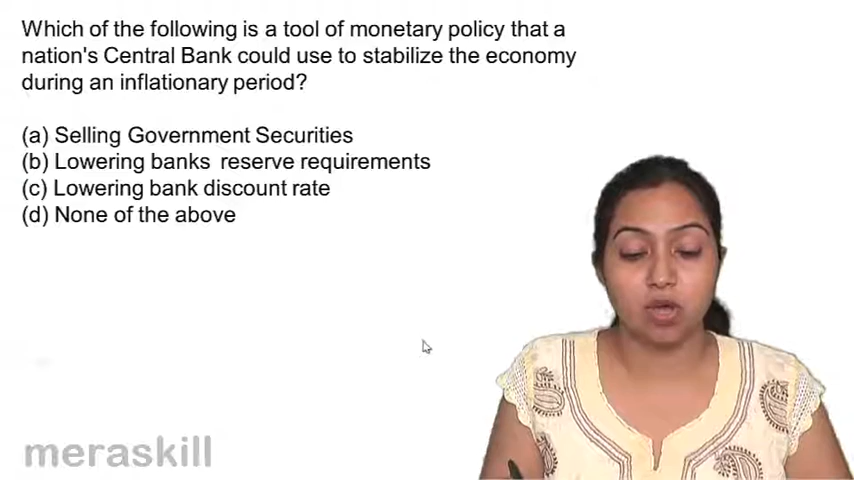 Which of the following is a tool of monetary policy that a
nation's Central Bank could use to stabilize the economy
during an inflationary period?
(a) Selling Government Securities
(b) Lowering banks reserve requirements
(c) Lowering bank discount rate
(d) None of the above
meraskill